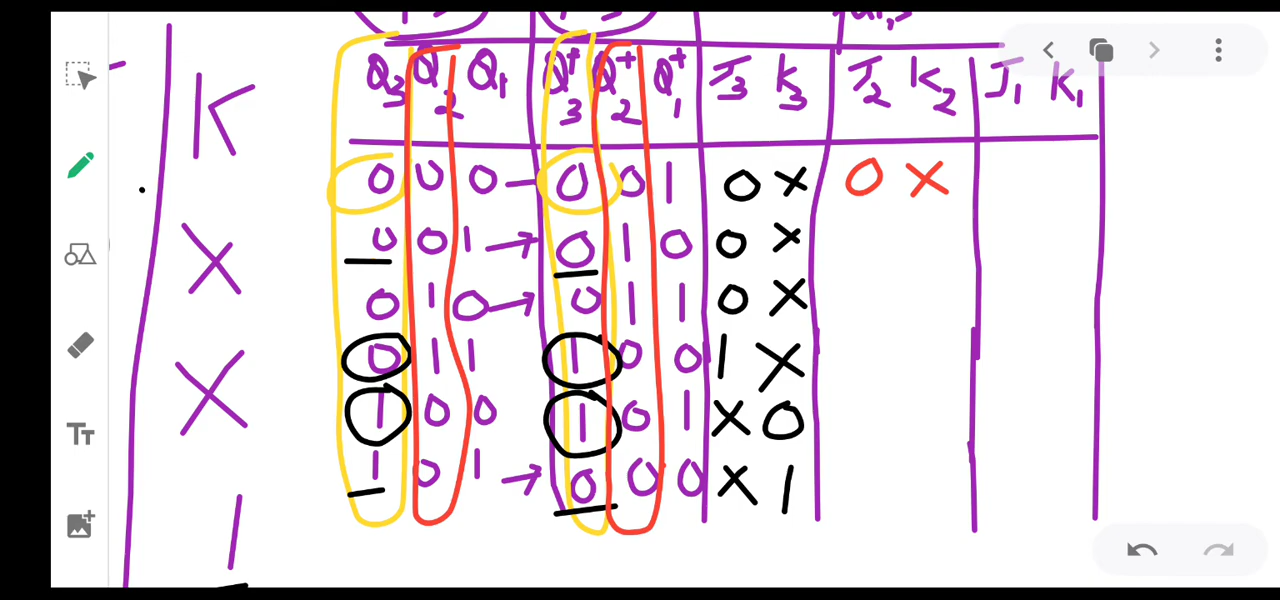 K Q3 Q2 Q1 Q3+ Q2+ Q1+ J3 K3 J2 K2 J1 K1
0 0 0 → 0 0 1 0 X 0 X
X 0 0 1 → 0 1 0 0 X
0 1 0 → 0 1 1 0 X
X 0 1 1 1 0 0 1 X
1 0 0 1 0 1 X 0
1 0 1 → 0 0 0 X 1
1
Tt